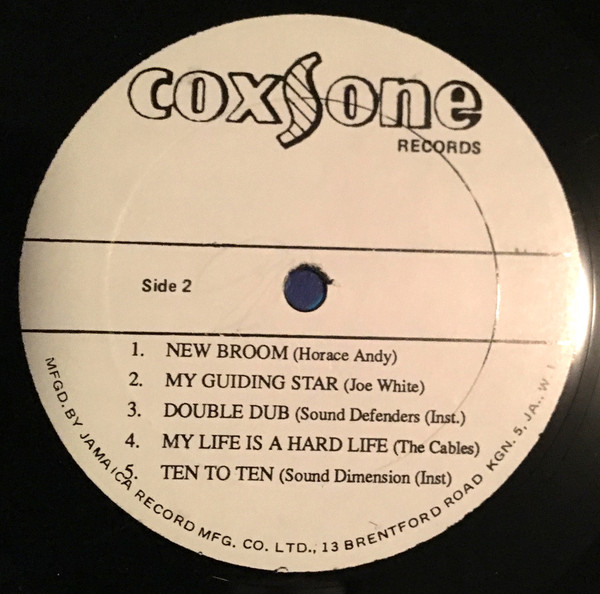 coxsone
RECORDS
Side 2
1. NEW BROOM (Horace Andy)
2. MY GUIDING STAR (Joe White)
3. DOUBLE DUB (Sound Defenders (Inst.)
4. MY LIFE IS A HARD LIFE (The Cables)
5. TEN TO TEN (Sound Dimension (Inst)
MFGD. BY JAMAICA RECORD MFG. CO. LTD., 13 BRENTFORD ROAD KGN. 5, JA., W. I